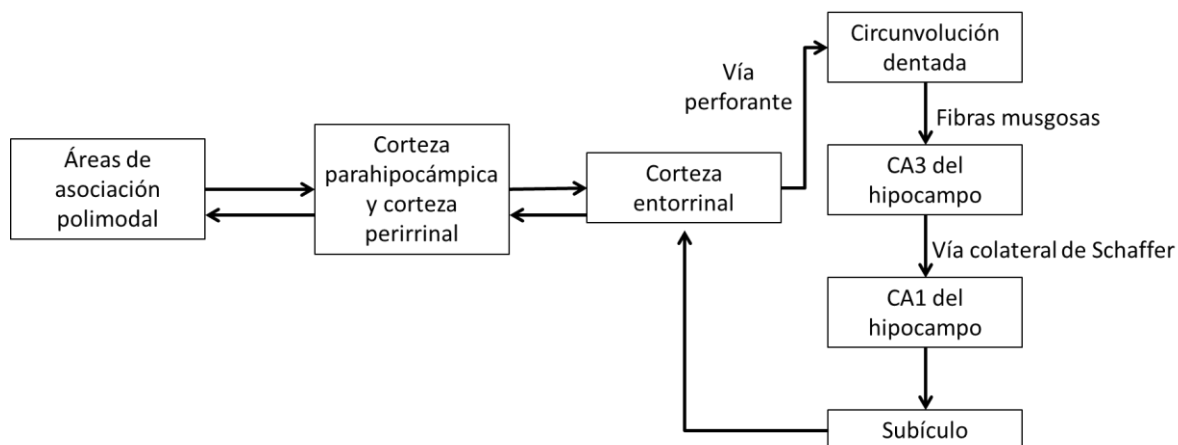 Áreas de
asociación
polimodal
Corteza
parahipocámpica
y corteza
perirrinal
Corteza
entorrinal
Vía
perforante
Circunvolución
dentada
Fibras musgosas
CA3 del
hipocampo
Vía colateral de Schaffer
CA1 del
hipocampo
Subículo